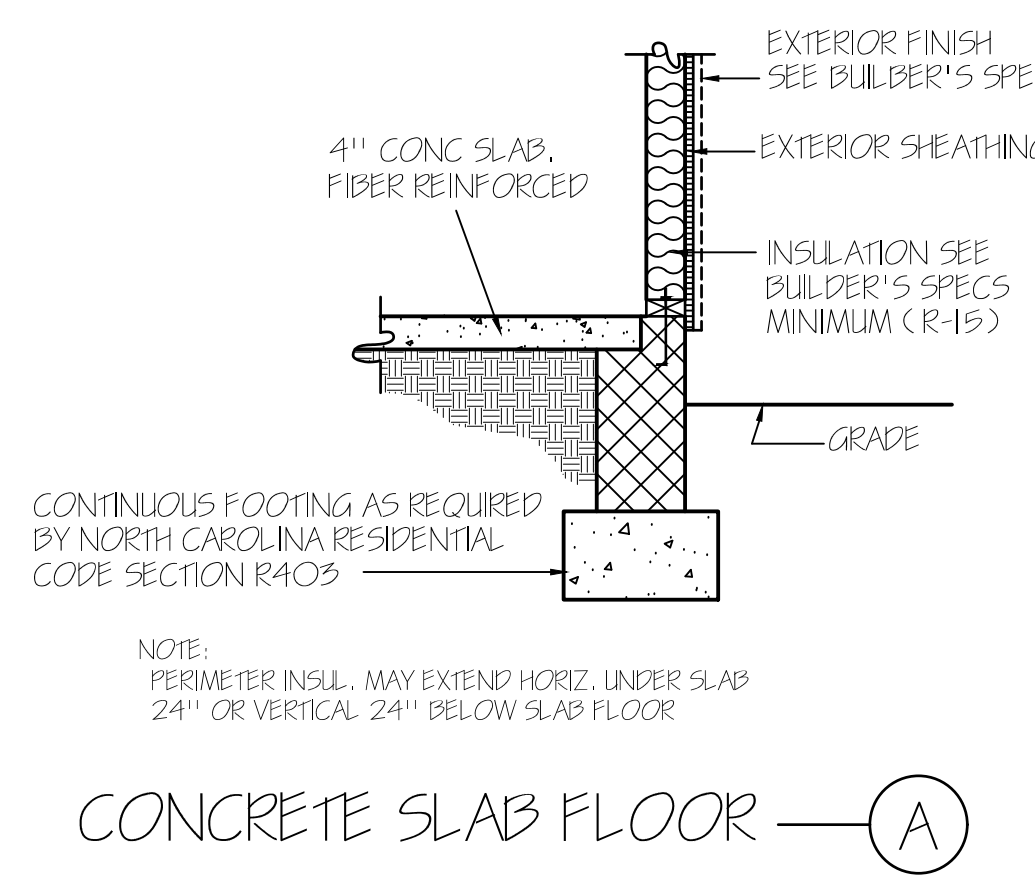 EXTERIOR FINISH
SEE BUILBER'S SPE
EXTERIOR SHEATHING
4" CONC SLAB.
FIBER REINFORCED
INSULATION SEE
BUILDER'S SPECS
MINIMUM (R-15)
GRADE
CONTINUOUS FOOTING AS REQUIRED
BY NORTH CAROLINA RESIDENTIAL
CODE SECTION R403
NOTE:
PERIMETER INSUL. MAY EXTEND HORIZ. UNDER SLAB
24" OR VERTICAL 24" BELOW SLAB FLOOR
CONCRETE SLAB FLOOR A